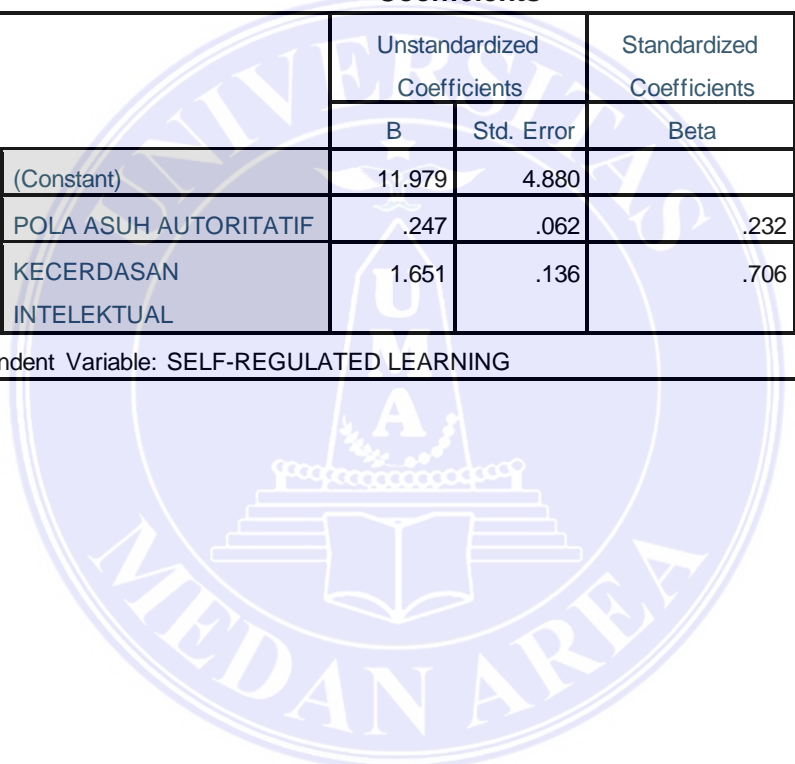 Unstandardized Standardized
Coefficients Coefficients
B Std. Error Beta
(Constant) 11.979 4.880
POLA ASUH AUTORITATIF .247 .062 .232
KECERDASAN 1.651 .136 .706
INTELEKTUAL
ndent Variable: SELF-REGULATED LEARNING
UNIVERSITAS
UMA
MEDAN AREA